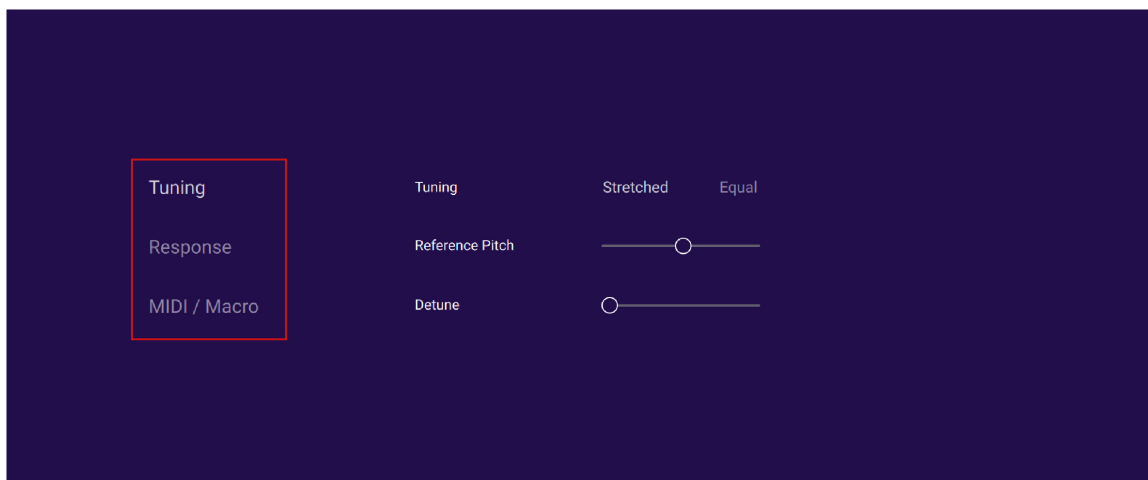 Tuning
Response
MIDI / Macro
Tuning Stretched Equal
Reference Pitch
Detune